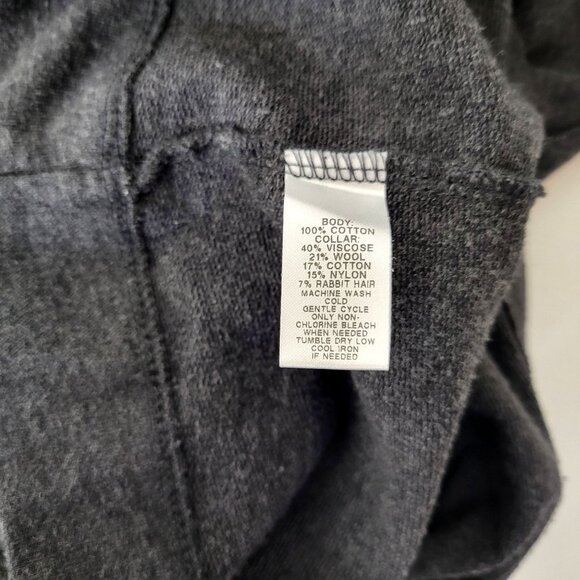 BODY:
100% COTTON
COLLAR:
40% VISCOSE
21% WOOL
17% COTTON
15% NYLON
7% RABBIT HAIR
MACHINE WASH
COLD
GENTLE CYCLE
ONLY NON-
CHLORINE BLEACH
WHEN NEEDED
TUMBLE DRY LOW
COOL IRON
IF NEEDED